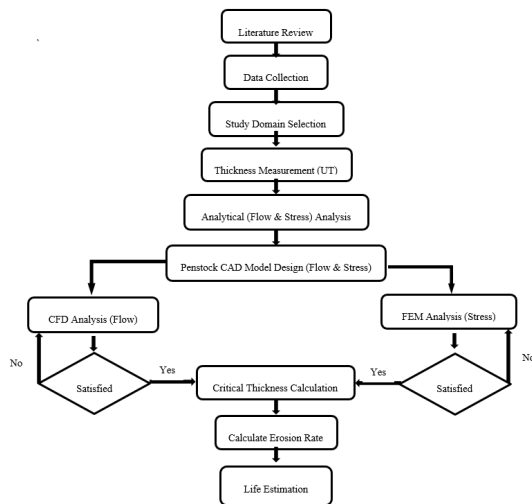 Literature Review
Data Collection
Study Domain Selection
Thickness Measurement (UT)
Analytical (Flow & Stress) Analysis
Penstock CAD Model Design (Flow & Stress)
CFD Analysis (Flow)
FEM Analysis (Stress)
No
No
Yes
Yes
Satisfied
Critical Thickness Calculation
Satisfied
Calculate Erosion Rate
Life Estimation